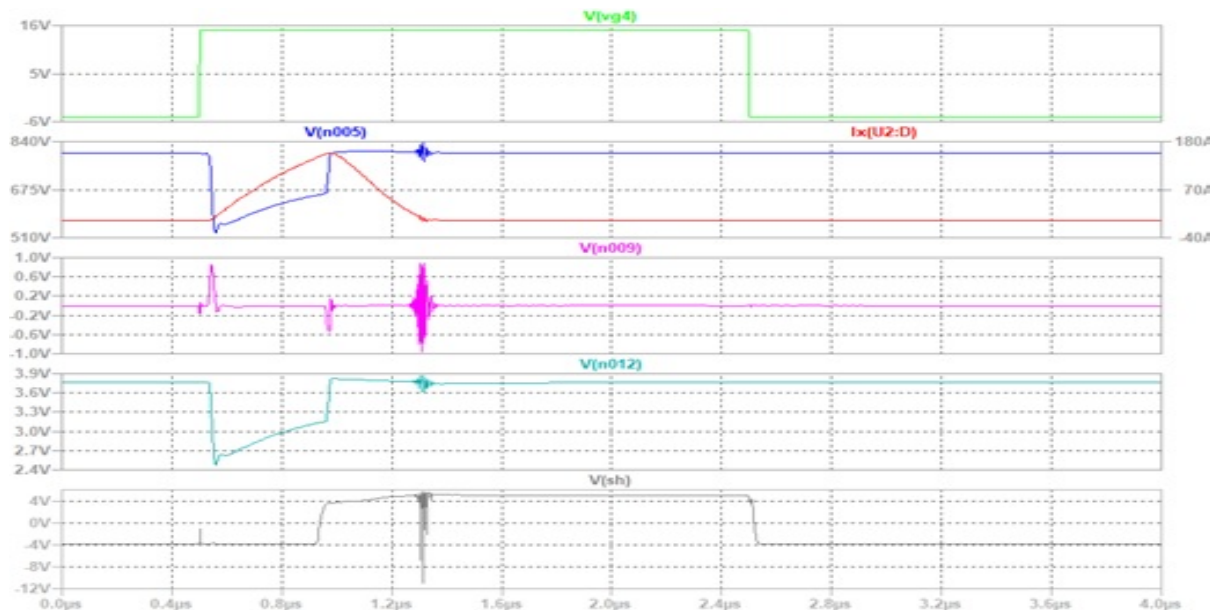 V(vg4)
16V
5V
-6V
V(n005) Ix(U2:D)
840V 180A
675V 70A
510V -40A
V(n009)
1.0V
0.6V
0.2V
-0.2V
-0.6V
-1.0V
V(n012)
3.9V
3.6V
3.3V
3.0V
2.7V
2.4V
V(sh)
4V
0V
-4V
-8V
-12V
0.0µs 0.4µs 0.8µs 1.2µs 1.6µs 2.0µs 2.4µs 2.8µs 3.2µs 3.6µs 4.0µs